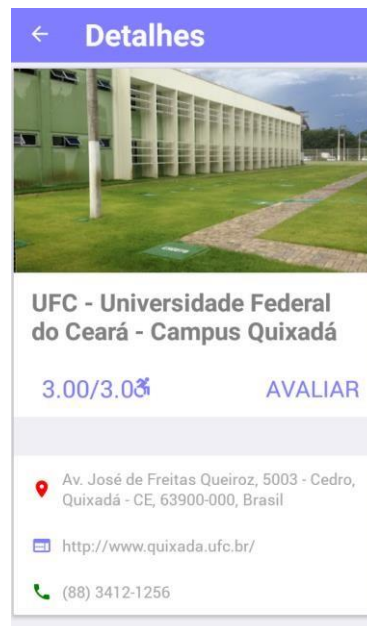 Detalhes
UFC - Universidade Federal
do Ceará - Campus Quixadá
3.00/3.0
AVALIAR
Av. José de Freitas Queiroz, 5003 - Cedro,
Quixadá - CE, 63900-000, Brasil
http://www.quixada.ufc.br/
(88) 3412-1256